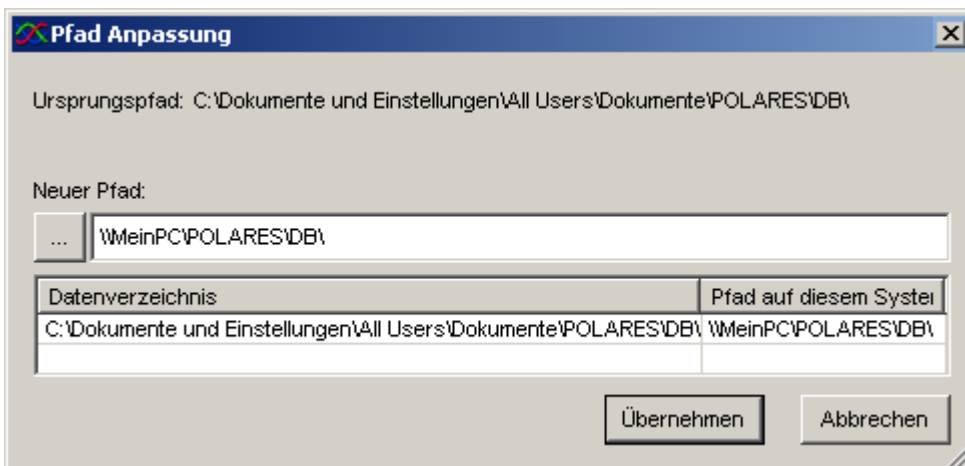 Pfad Anpassung
Ursprungspfad: C:\Dokumente und Einstellungen\All Users\Dokumente\POLARES\DB\
Neuer Pfad:
... \\MeinPC\POLARES\DB\
Datenverzeichnis Pfad auf diesem System
C:\Dokumente und Einstellungen\All Users\Dokumente\POLARES\DB\ \\MeinPC\POLARES\DB\
Übernehmen Abbrechen